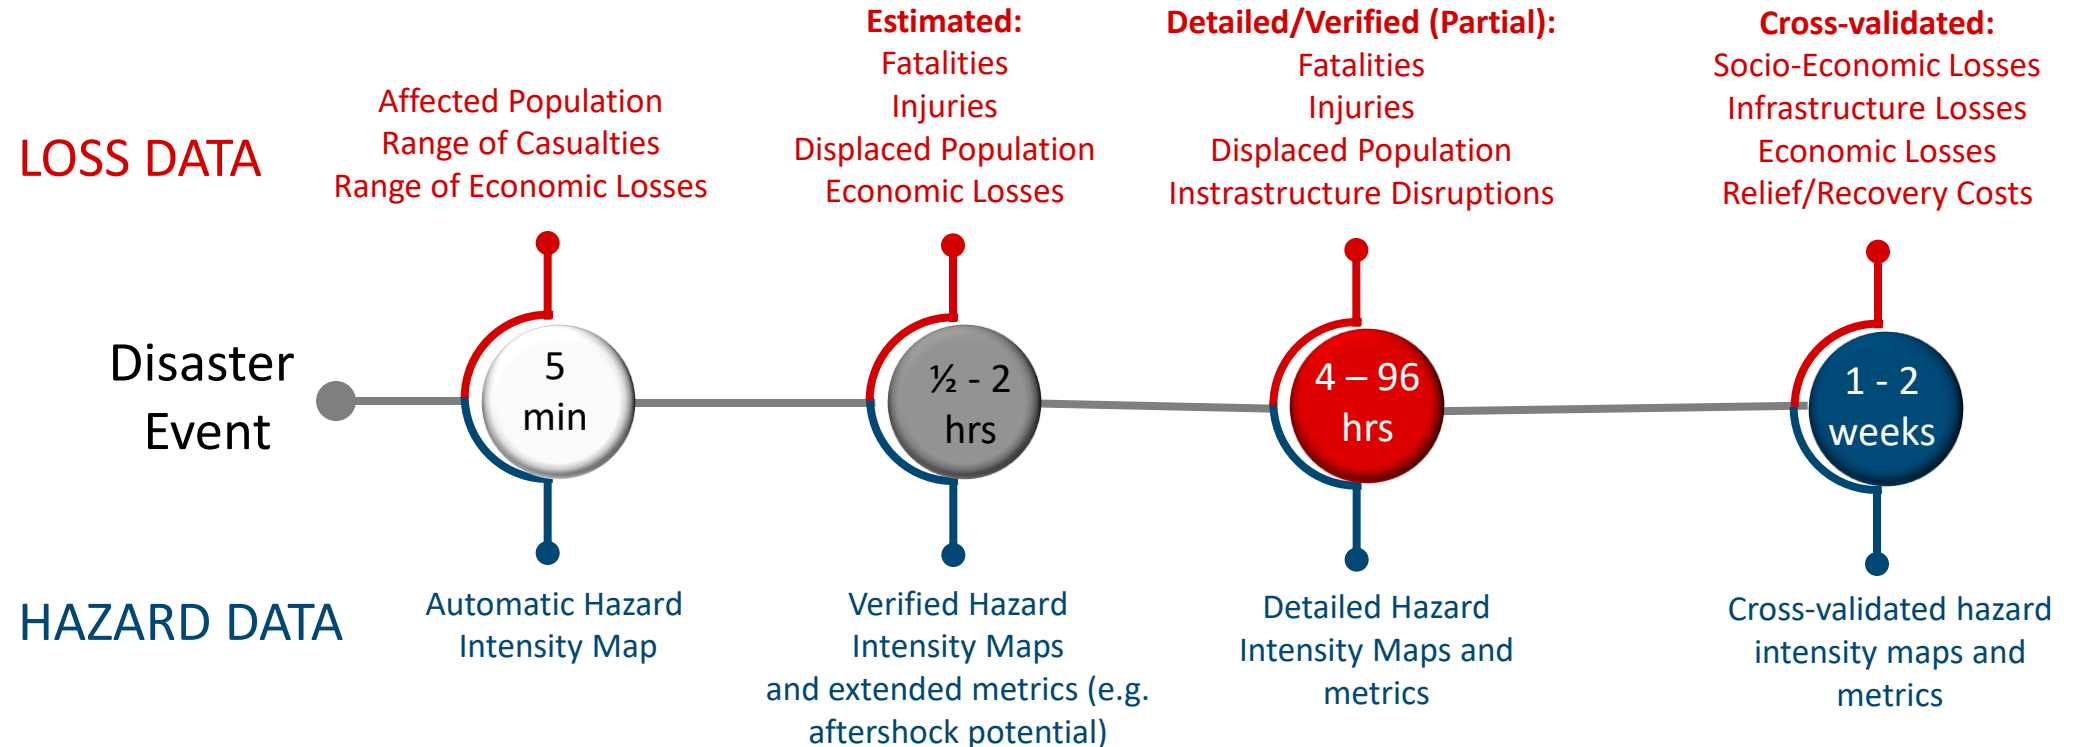 LOSS DATA
Affected Population
Range of Casualties
Range of Economic Losses
Estimated:
Fatalities
Injuries
Displaced Population
Economic Losses
Detailed/Verified (Partial):
Fatalities
Injuries
Displaced Population
Instrastructure Disruptions
Cross-validated:
Socio-Economic Losses
Infrastructure Losses
Economic Losses
Relief/Recovery Costs
Disaster
Event
5
min
½ - 2
hrs
4 – 96
hrs
1 - 2
weeks
HAZARD DATA
Automatic Hazard
Intensity Map
Verified Hazard
Intensity Maps
and extended metrics (e.g.
aftershock potential)
Detailed Hazard
Intensity Maps and
metrics
Cross-validated hazard
intensity maps and
metrics